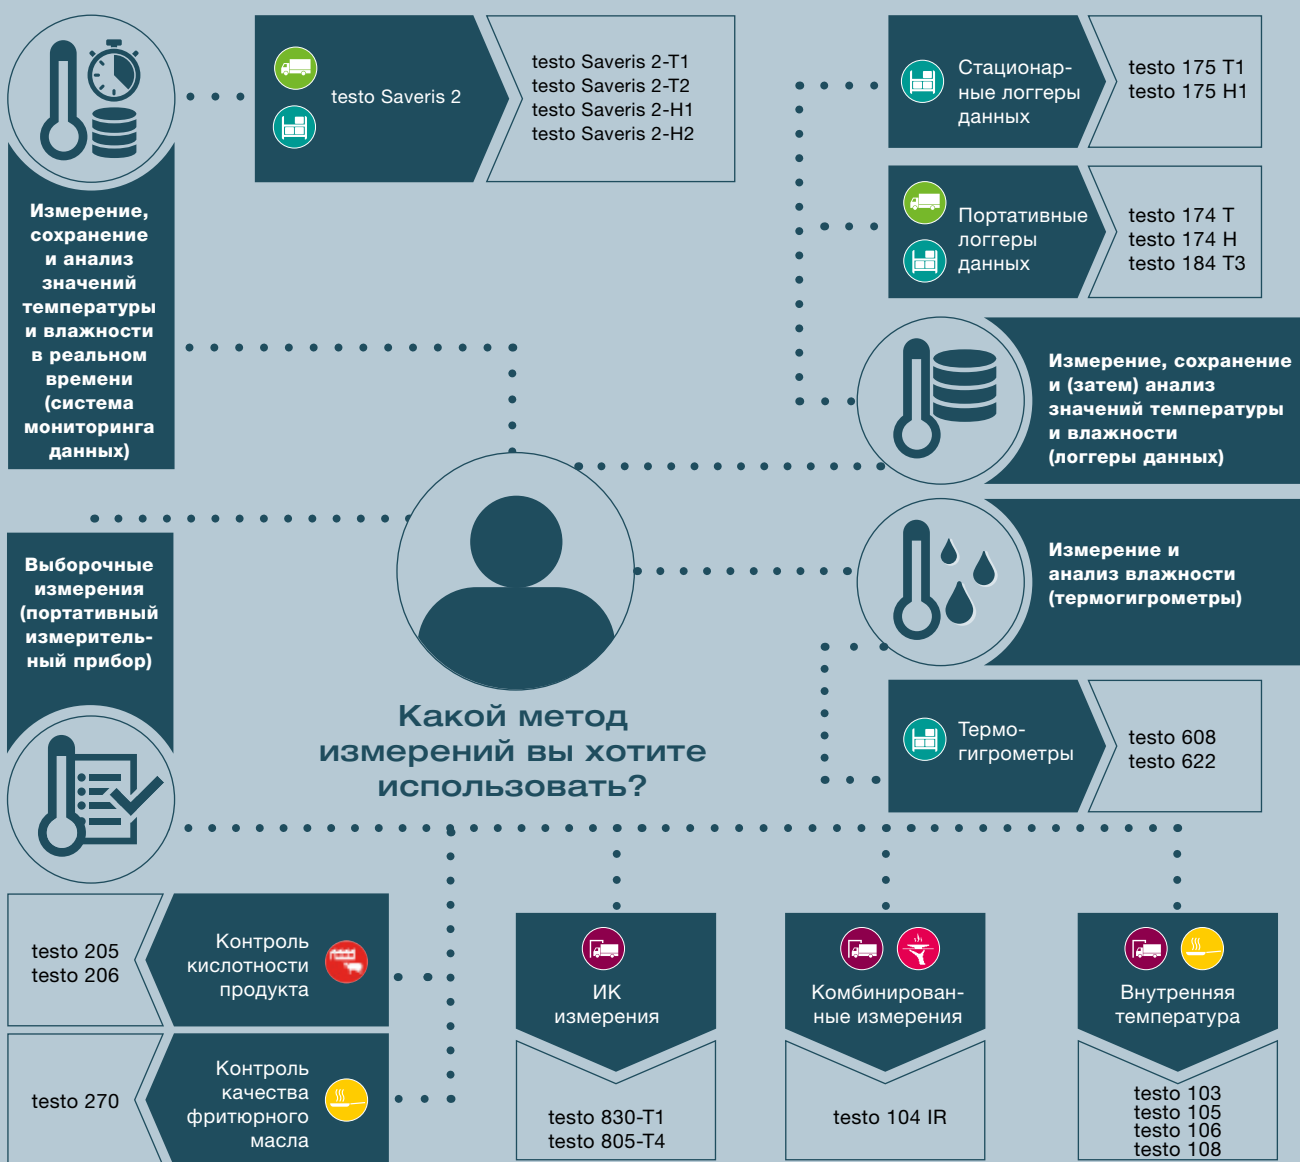 Измерение,
сохранение
и анализ
значений
температуры
и влажности
в реальном
времени
(система
мониторинга
данных)
testo Saveris 2
testo Saveris 2-T1
testo Saveris 2-T2
testo Saveris 2-H1
testo Saveris 2-H2
Стационар-
ные логгеры
данных
testo 175 T1
testo 175 H1
Портативные
логгеры
данных
testo 174 T
testo 174 H
testo 184 T3
Измерение, сохранение
и (затем) анализ
значений температуры
и влажности
(логгеры данных)
Измерение и
анализ влажности
(термогигрометры)
Термо-
гигрометры
testo 608
testo 622
Какой метод
измерений вы хотите
использовать?
Выборочные
измерения
(портативный
измеритель-
ный прибор)
testo 205
testo 206
Контроль
кислотности
продукта
testo 270
Контроль
качества
фритюрного
масла
ИК
измерения
testo 830-T1
testo 805-T4
Комбинирован-
ные измерения
testo 104 IR
Внутренняя
температура
testo 103
testo 105
testo 106
testo 108